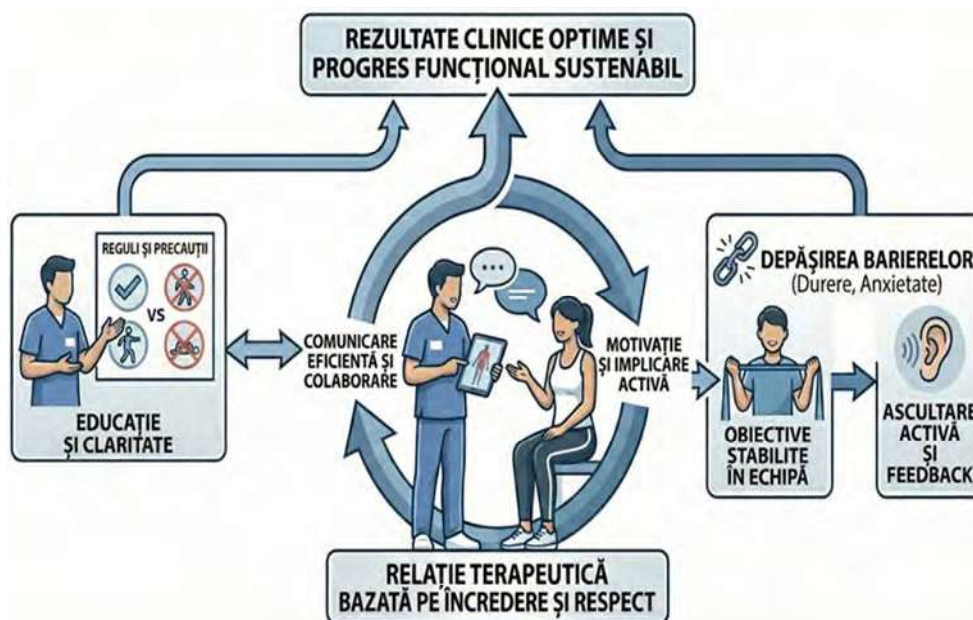 REZULTATE CLINICE OPTIME ȘI
PROGRES FUNCȚIONAL SUSTENABIL
REGULI ȘI PRECAUȚII
VS
EDUCAȚIE
ȘI CLARITATE
COMUNICARE
EFICIENTĂ ȘI
COLABORARE
MOTIVAȚIE
ȘI IMPLICARE
ACTIVĂ
DEPĂȘIREA BARIERELOR
(Durere, Anxietate)
OBIECTIVE
STABILITE
ÎN ECHIPĂ
ASCULTARE
ACTIVĂ
ȘI
FEEDBACK
RELAȚIE TERAPEUTICĂ
BAZATĂ PE ÎNCREDERE ȘI RESPECT